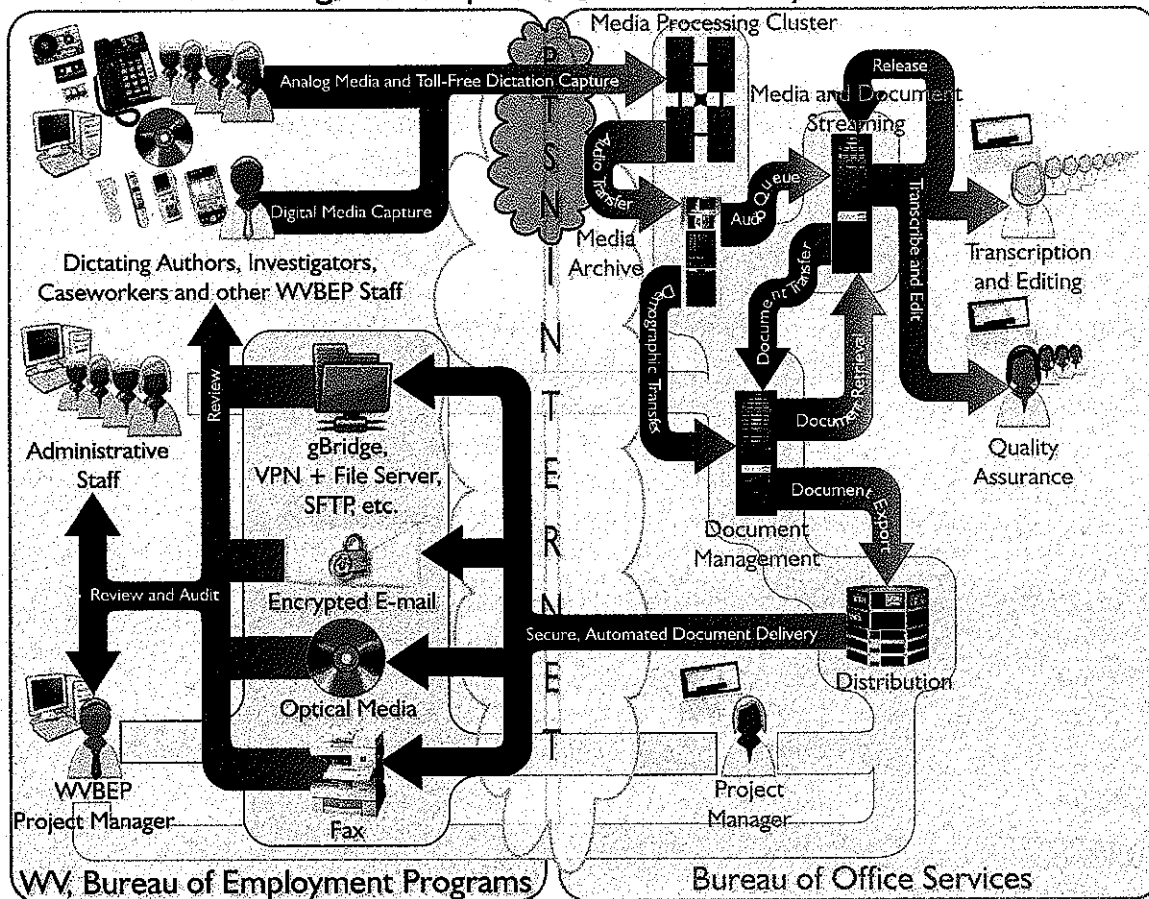 Media Processing Cluster
Analog Media and Toll-Free Dictation Capture
Digital Media Capture
Dictating Authors, Investigators,
Caseworkers and other WVBEP Staff
PTSN
INTERNET
Release
Media and Document
Streaming
Audio Transfer
Audio Queue
Media
Archive
Transcribe and Edit
Transcription
and Editing
Document Transfer
Demographic Transfer
Document Retrieval
Quality
Assurance
Document Export
Document
Management
Review
Administrative
Staff
gBridge,
VPN + File Server,
SFTP, etc.
Encrypted E-mail
Review and Audit
Secure, Automated Document Delivery
Distribution
Optical Media
WVBEP
Project Manager
Fax
Project
Manager
WV, Bureau of Employment Programs
Bureau of Office Services